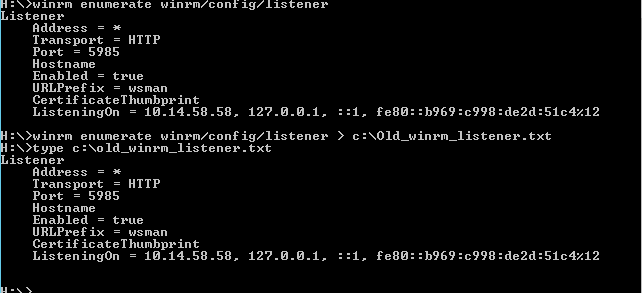 H:\>winrm enumerate winrm/config/listener
Listener
    Address = *
    Transport = HTTP
    Port = 5985
    Hostname
    Enabled = true
    URLPrefix = wsman
    CertificateThumbprint
    ListeningOn = 10.14.58.58, 127.0.0.1, ::1, fe80::b969:c998:de2d:51c4%12
H:\>winrm enumerate winrm/config/listener > c:\Old_winrm_listener.txt
H:\>type c:\old_winrm_listener.txt
Listener
    Address = *
    Transport = HTTP
    Port = 5985
    Hostname
    Enabled = true
    URLPrefix = wsman
    CertificateThumbprint
    ListeningOn = 10.14.58.58, 127.0.0.1, ::1, fe80::b969:c998:de2d:51c4%12
H:\>